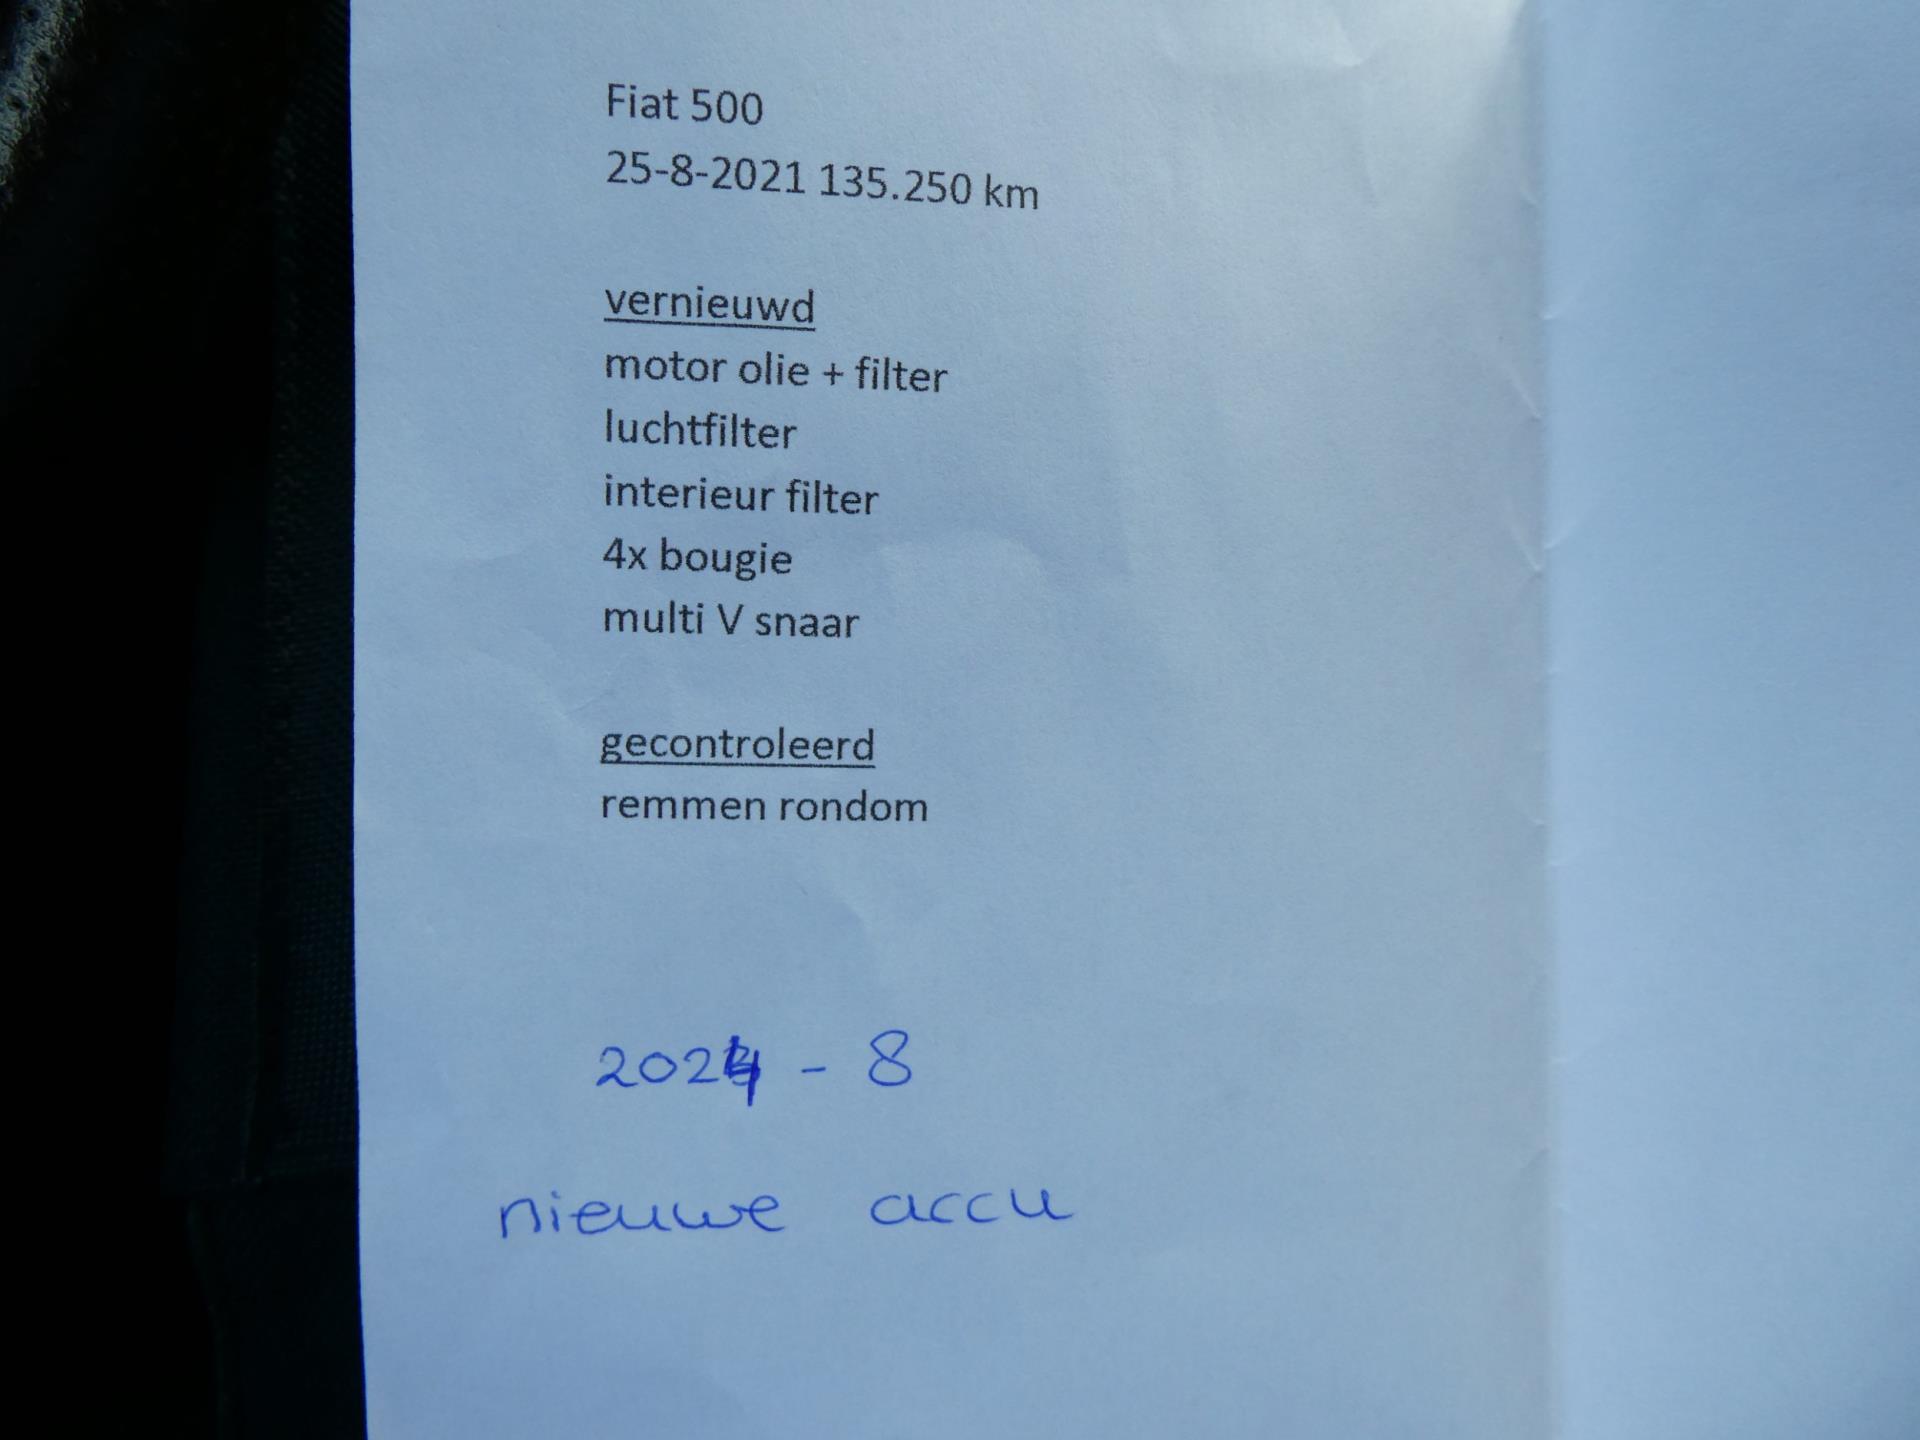 Fiat 500
25-8-2021 135.250 km
vernieuwd
motor olie + filter
luchtfilter
interieur filter
4x bougie
multi V snaar
gecontroleerd
remmen rondom
2024 - 8
nieuwe accu